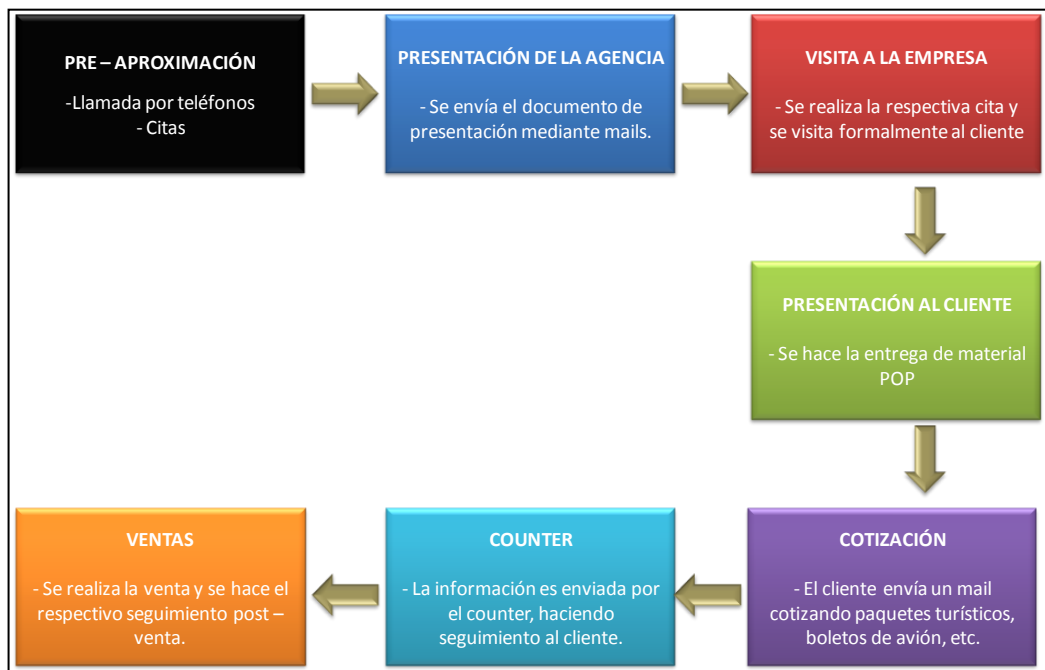 PRE – APROXIMACIÓN
-Llamada por teléfonos
- Citas
PRESENTACIÓN DE LA AGENCIA
- Se envía el documento de
presentación mediante mails.
VISITA A LA EMPRESA
- Se realiza la respectiva cita y
se visita formalmente al cliente
PRESENTACIÓN AL CLIENTE
- Se hace la entrega de material
POP
COTIZACIÓN
- El cliente envía un mail
cotizando paquetes turísticos,
boletos de avión, etc.
COUNTER
- La información es enviada por
el counter, haciendo
seguimiento al cliente.
VENTAS
- Se realiza la venta y se hace el
respectivo seguimiento post –
venta.